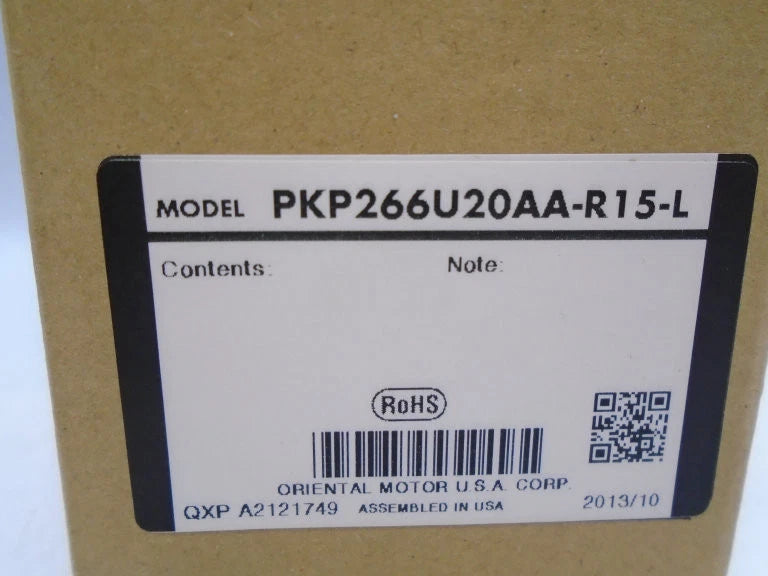 MODEL PKP266U20AA-R15-L
Contents: Note:
RoHS
ORIENTAL MOTOR U.S.A. CORP.
QXP A2121749 ASSEMBLED IN USA 2013/10